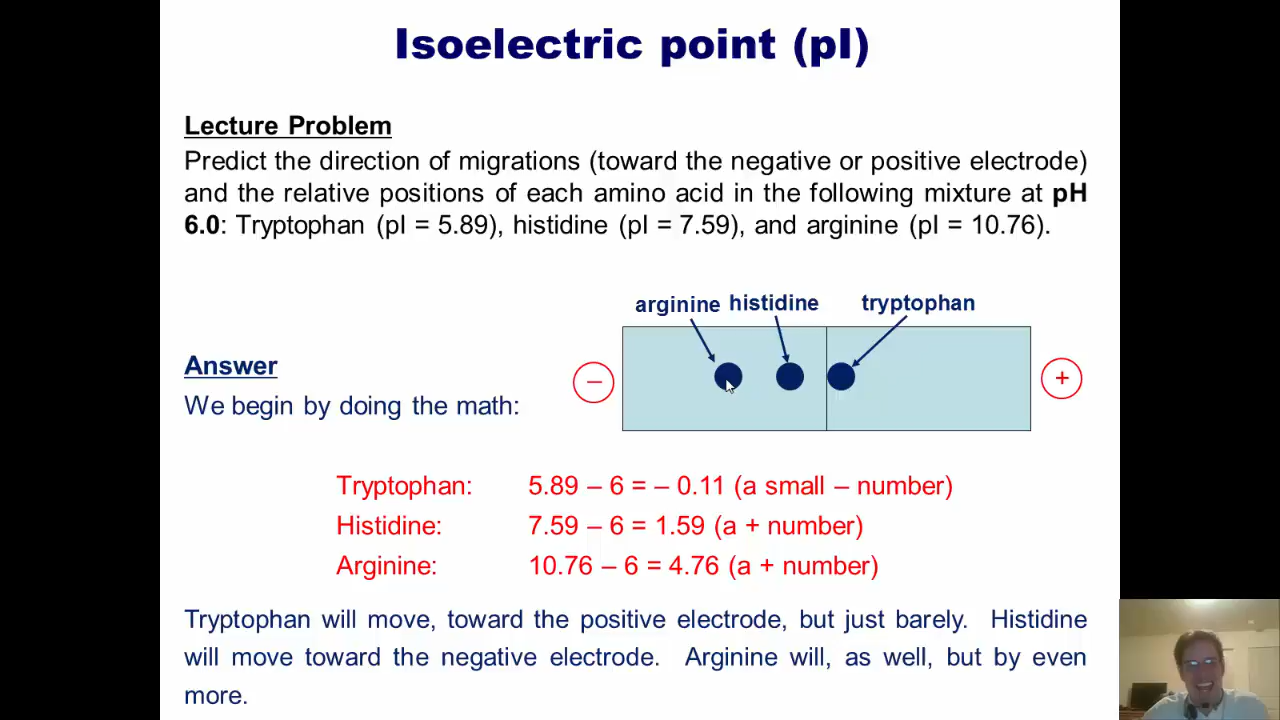 Isoelectric point (pI)
Lecture Problem
Predict the direction of migrations (toward the negative or positive electrode)
and the relative positions of each amino acid in the following mixture at pH
6.0: Tryptophan (pI = 5.89), histidine (pI = 7.59), and arginine (pI = 10.76).
arginine histidine tryptophan
Answer
– +
We begin by doing the math:
Tryptophan: 5.89 – 6 = – 0.11 (a small – number)
Histidine: 7.59 – 6 = 1.59 (a + number)
Arginine: 10.76 – 6 = 4.76 (a + number)
Tryptophan will move, toward the positive electrode, but just barely. Histidine
will move toward the negative electrode. Arginine will, as well, but by even
more.